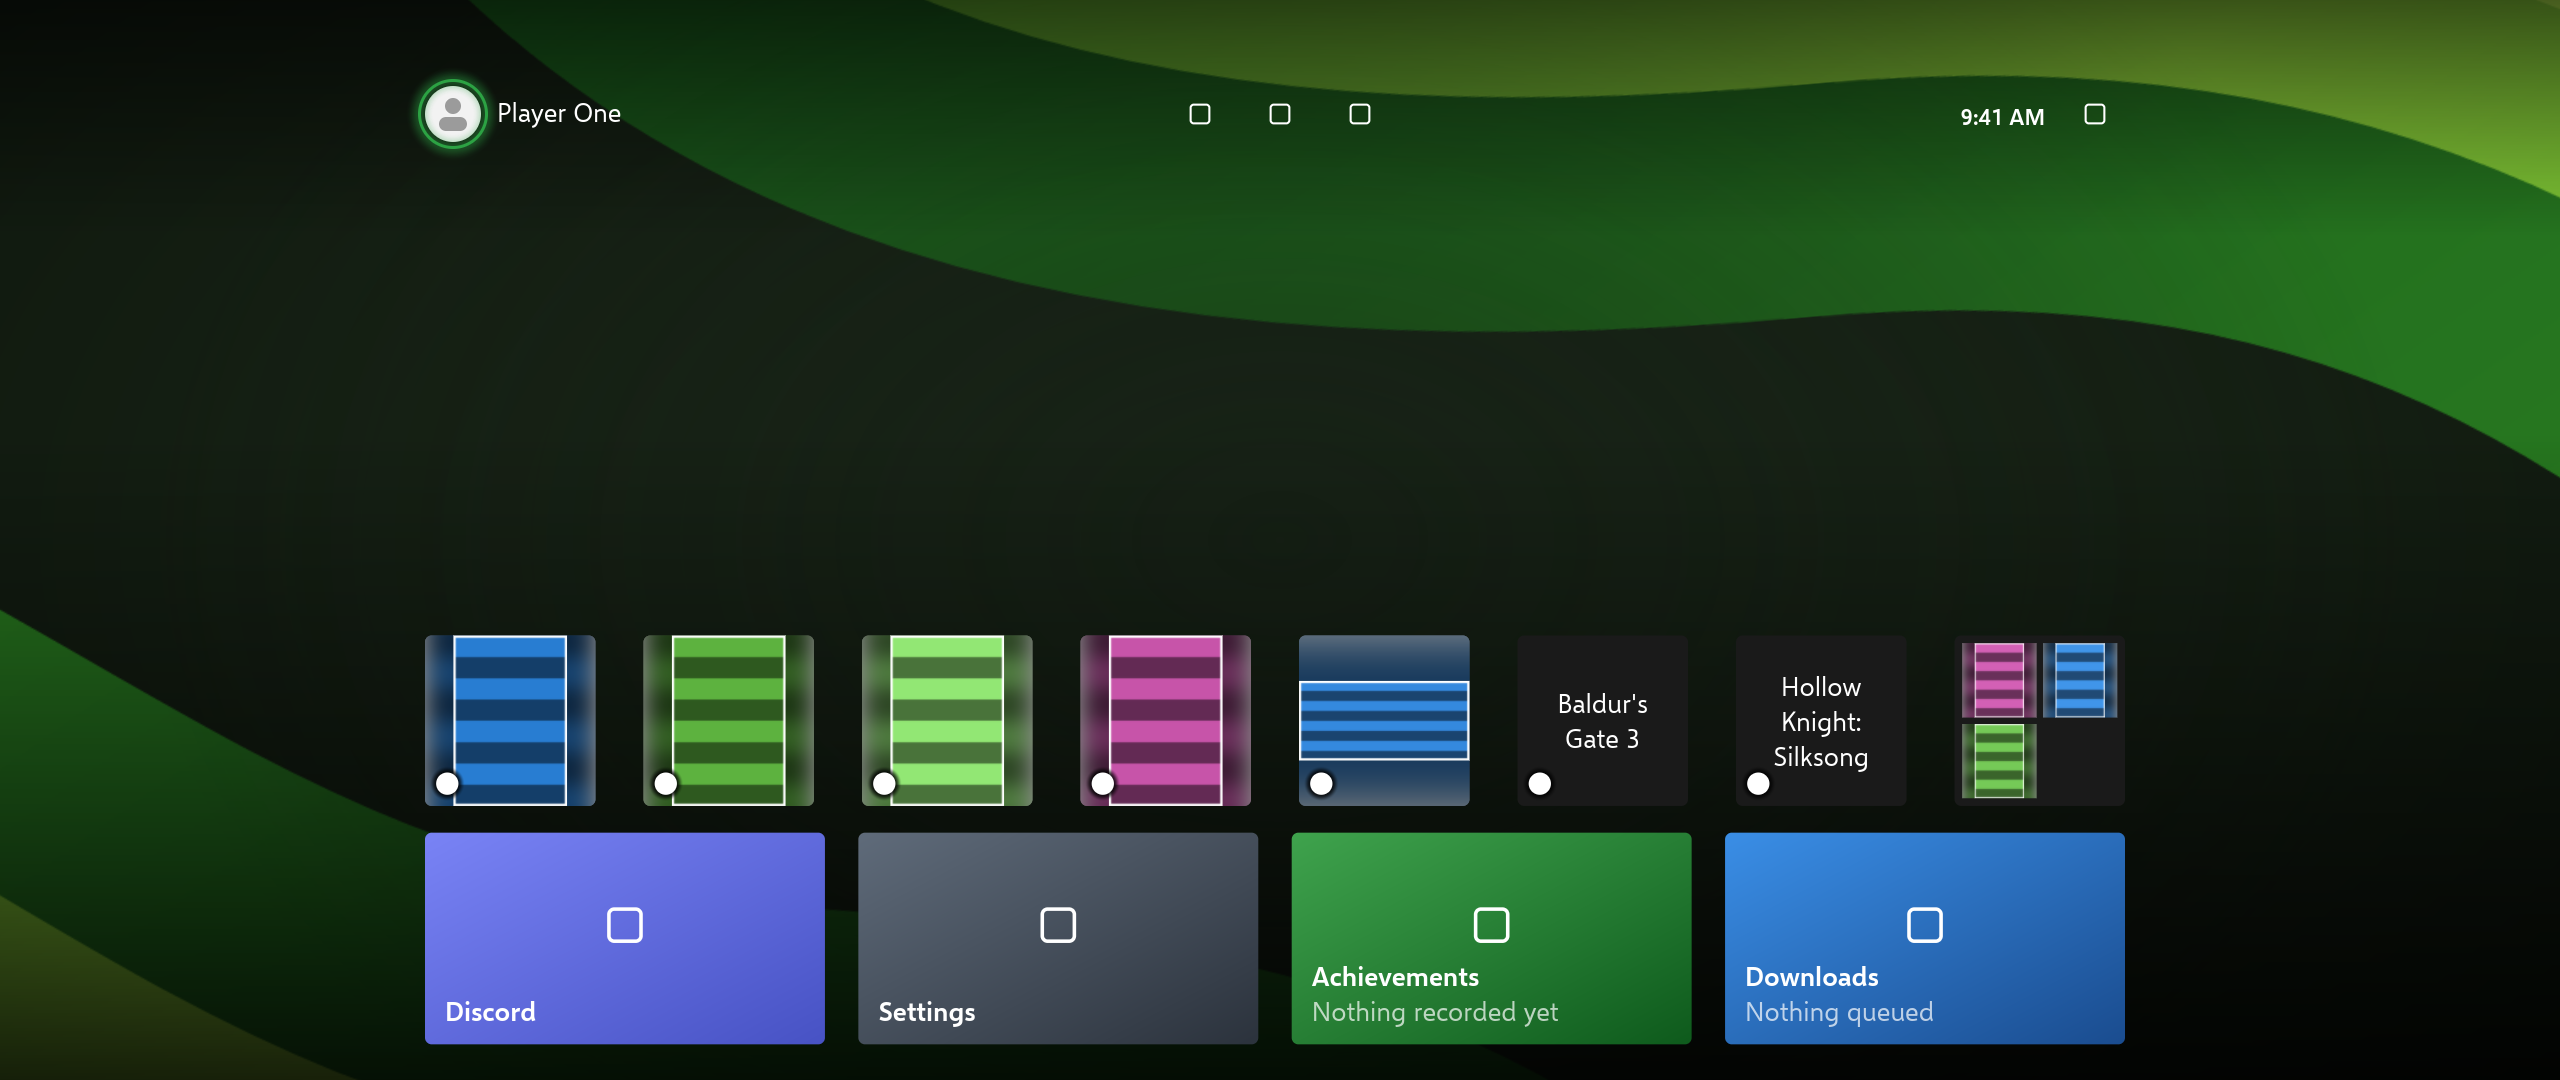 Player One
9:41 AM
Baldur's
Gate 3
Hollow
Knight:
Silksong
Discord
Settings
Achievements
Nothing recorded yet
Downloads
Nothing queued